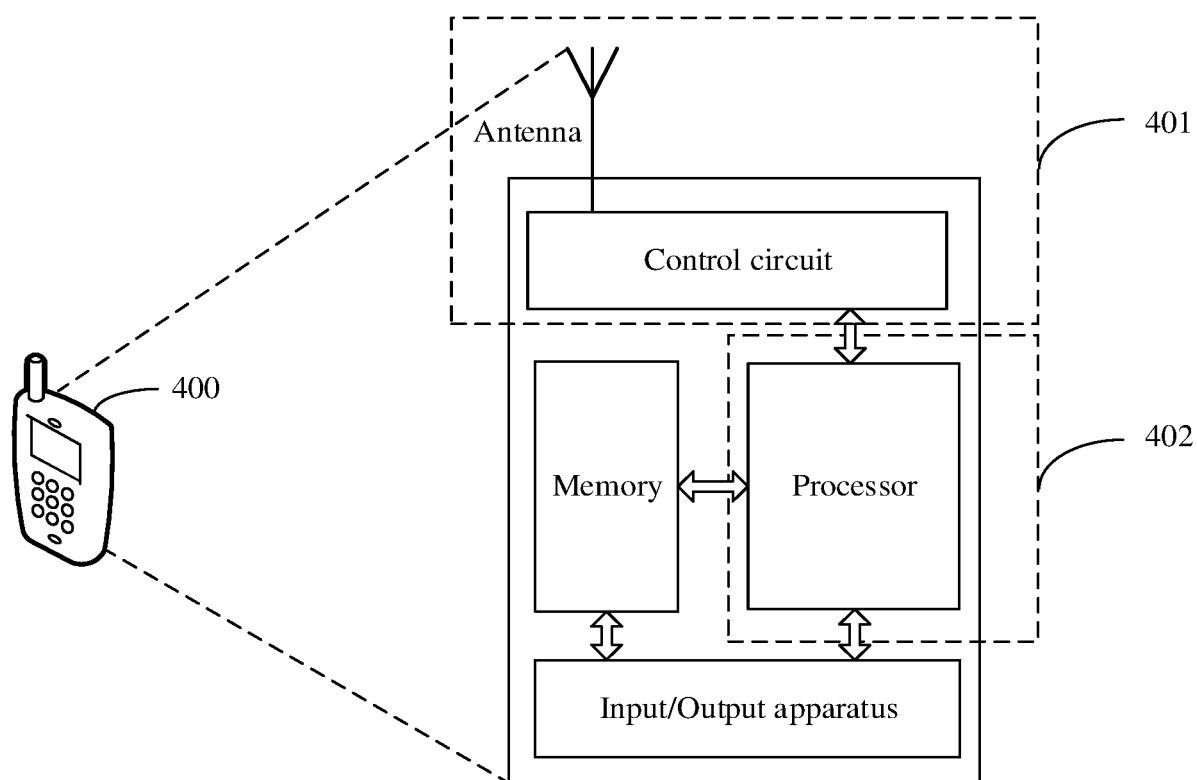 Antenna
401
Control circuit
400
402
Memory
Processor
Input/Output apparatus